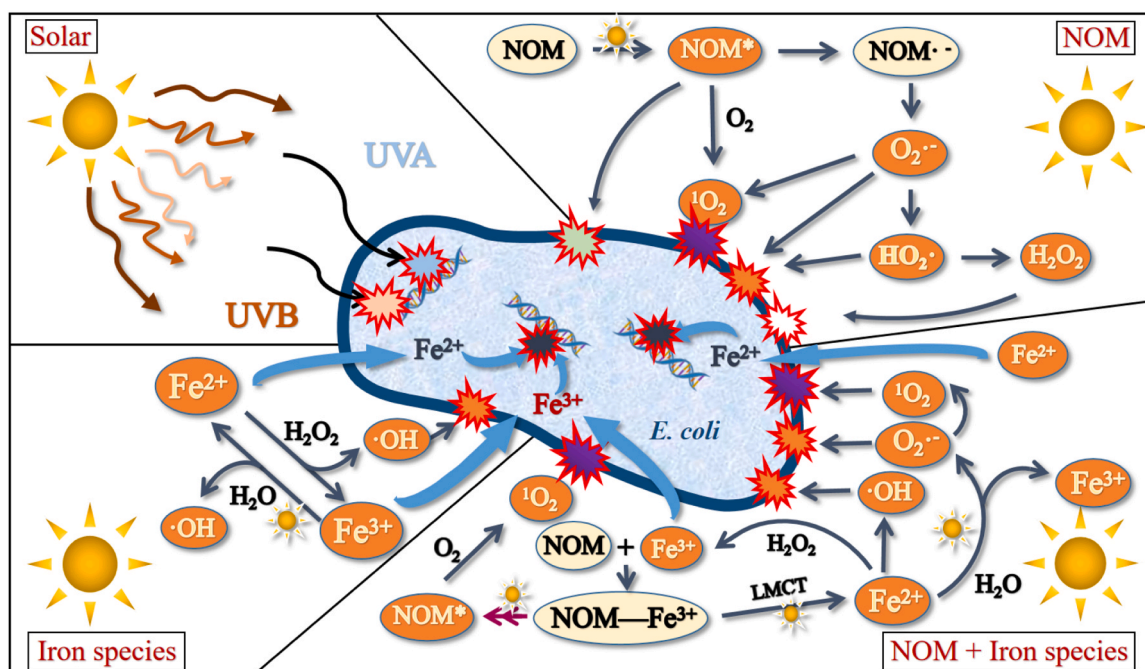 Solar
UVA
UVB
NOM
NOM*
NOM·-
NOM
O₂
O₂·-
¹O₂
HO₂·
H₂O₂
Fe²⁺
H₂O₂
·OH
H₂O
·OH
Fe³⁺
Iron species
Fe²⁺
Fe³⁺
Fe²⁺
E. coli
Fe²⁺
¹O₂
O₂·-
·OH
Fe³⁺
¹O₂
O₂
NOM + Fe³⁺
H₂O₂
NOM*
NOM—Fe³⁺
LMCT
Fe²⁺
H₂O
NOM + Iron species